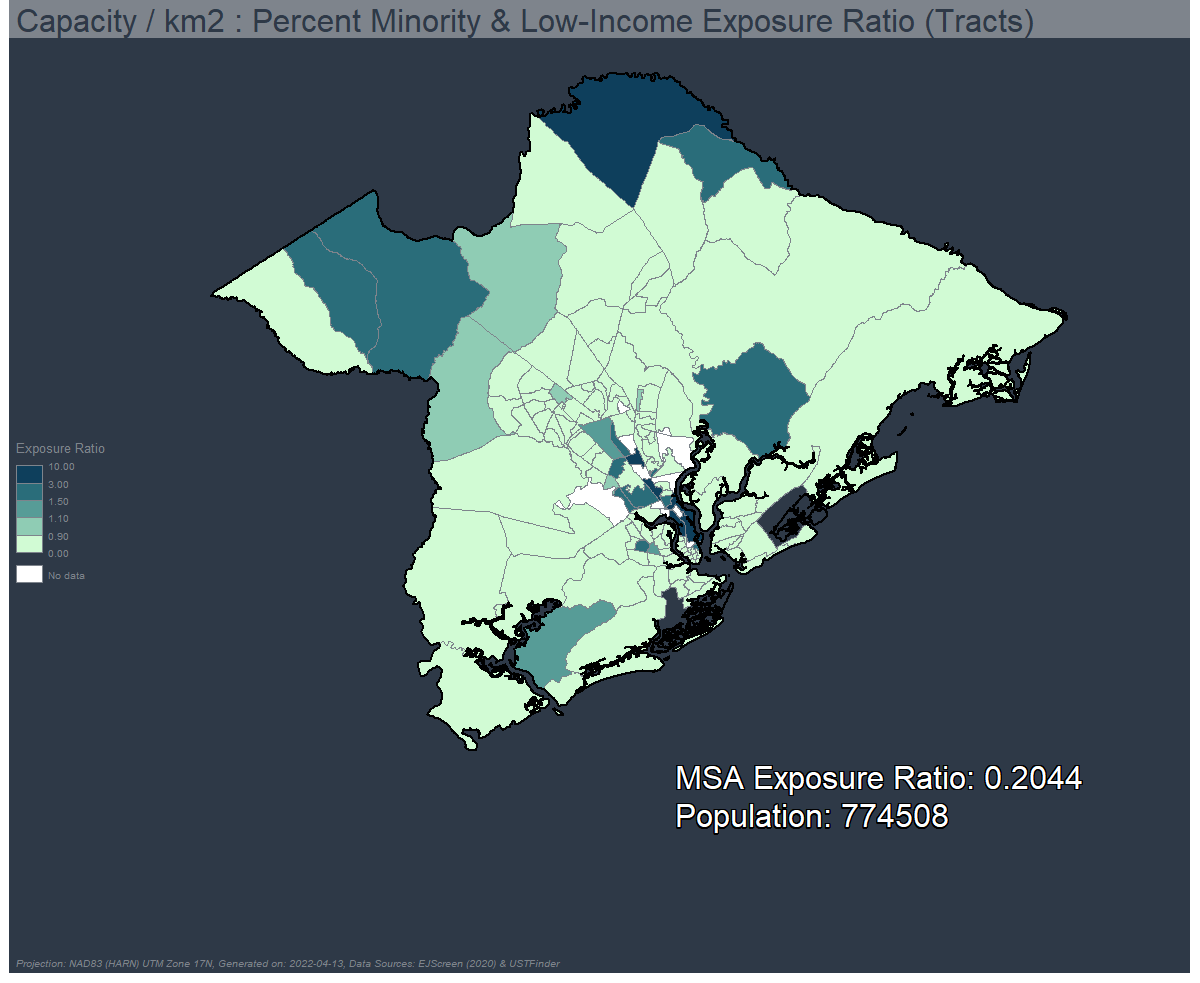 Capacity / km2 : Percent Minority & Low-Income Exposure Ratio (Tracts)
Exposure Ratio
10.00
3.00
1.50
1.10
0.90
0.00
No data
MSA Exposure Ratio: 0.2044
Population: 774508
Projection: NAD83 (HARN) UTM Zone 17N, Generated on: 2022-04-13, Data Sources: EJScreen (2020) & USTFinder